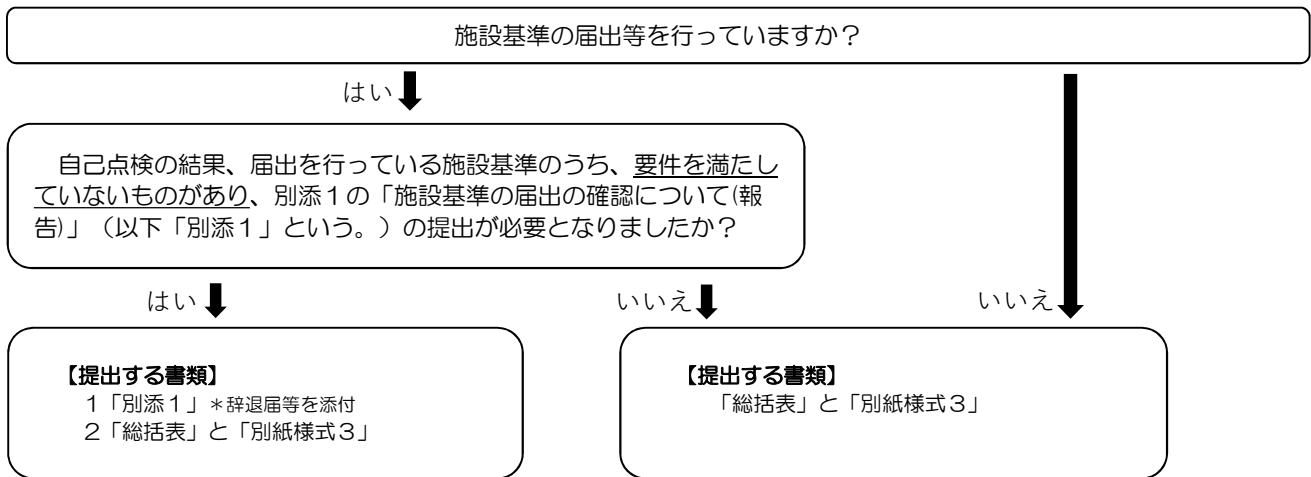 施設基準の届出等を行っていますか？
はい
自己点検の結果、届出を行っている施設基準のうち、要件を満たし
ていないものがあり、別添１の「施設基準の届出の確認について(報
告)」（以下「別添１」という。）の提出が必要となりましたか？
はい
いいえ
いいえ
【提出する書類】
１「別添１」＊辞退届等を添付
２「総括表」と「別紙様式３」
【提出する書類】
「総括表」と「別紙様式３」